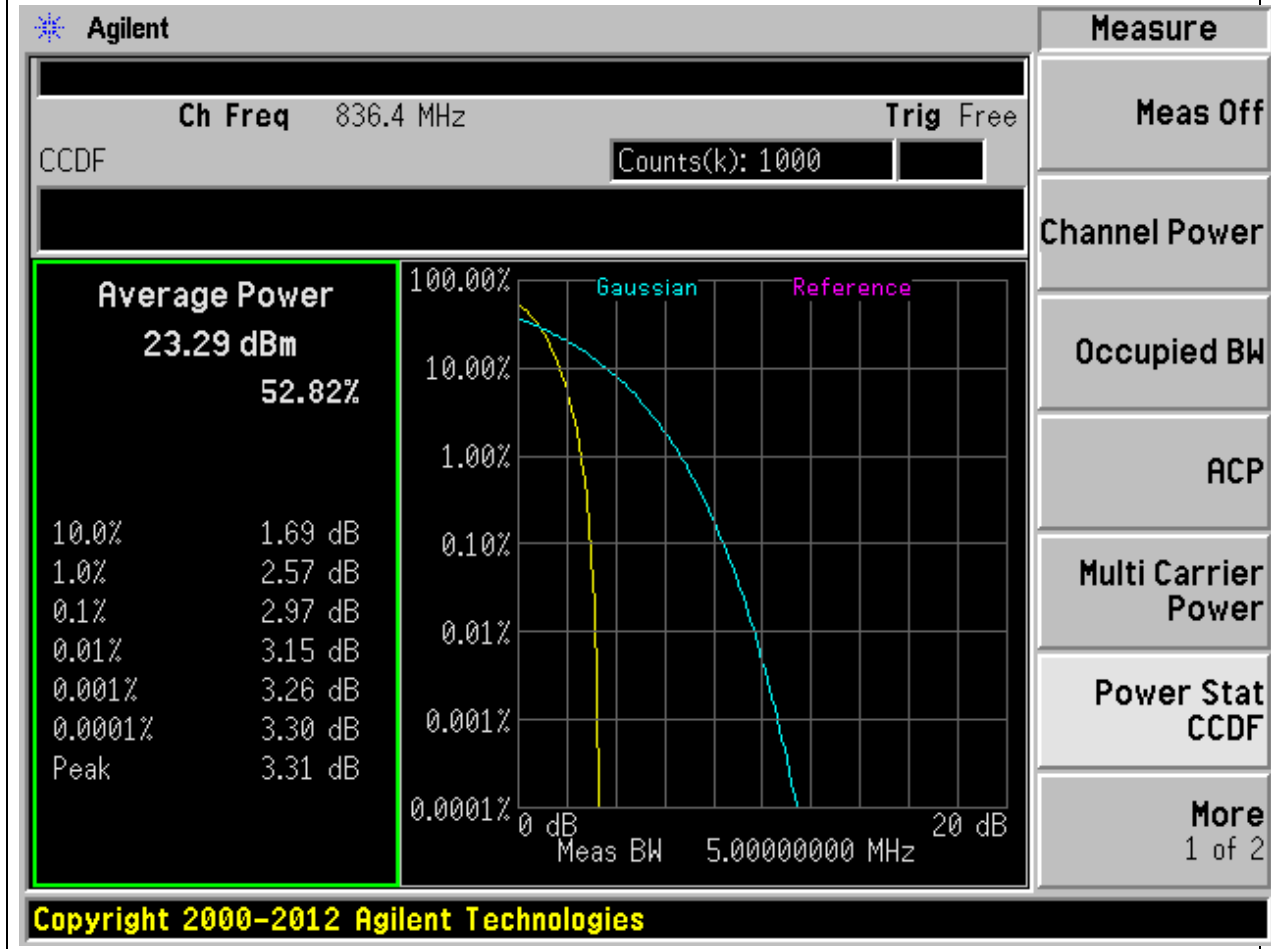 Agilent
Measure
Ch Freq 836.4 MHz Trig Free
CCDF Counts(k): 1000
Average Power
23.29 dBm
52.82%
10.0% 1.69 dB
1.0% 2.57 dB
0.1% 2.97 dB
0.01% 3.15 dB
0.001% 3.26 dB
0.0001% 3.30 dB
Peak 3.31 dB
Gaussian Reference
100.00%
10.00%
1.00%
0.10%
0.01%
0.001%
0.0001%
0 dB 20 dB
Meas BW 5.00000000 MHz
Meas Off
Channel Power
Occupied BW
ACP
Multi Carrier
Power
Power Stat
CCDF
More
1 of 2
Copyright 2000-2012 Agilent Technologies